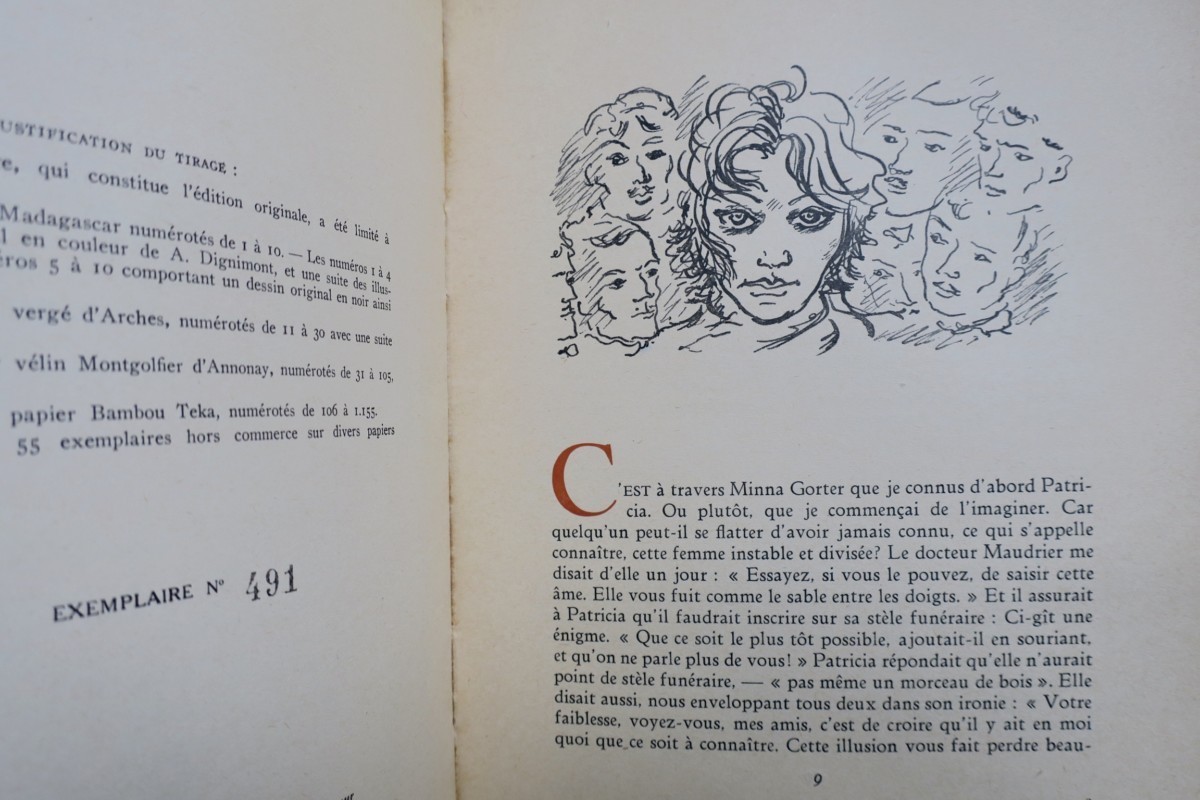 USTIFICATION DU TIRAGE :
e, qui constitue l'édition originale, a été limité à
Madagascar numérotés de 1 à 10. — Les numéros 1 à 4
l en couleur de A. Dignimont, et une suite des illus-
éros 5 à 10 comportant un dessin original en noir ainsi
vergé d'Arches, numérotés de 11 à 30 avec une suite
vélin Montgolfier d'Annonay, numérotés de 31 à 105,
papier Bambou Teka, numérotés de 106 à 1.155.
55 exemplaires hors commerce sur divers papiers
EXEMPLAIRE N° 491
C'EST à travers Minna Gorter que je connus d'abord Patri-
cia. Ou plutôt, que je commençai de l'imaginer. Car
quelqu'un peut-il se flatter d'avoir jamais connu, ce qui s'appelle
connaître, cette femme instable et divisée? Le docteur Maudrier me
disait d'elle un jour : « Essayez, si vous le pouvez, de saisir cette
âme. Elle vous fuit comme le sable entre les doigts. » Et il assurait
à Patricia qu'il faudrait inscrire sur sa stèle funéraire : Ci-gît une
énigme. « Que ce soit le plus tôt possible, ajoutait-il en souriant,
et qu'on ne parle plus de vous! » Patricia répondait qu'elle n'aurait
point de stèle funéraire, — « pas même un morceau de bois ». Elle
disait aussi, nous enveloppant tous deux dans son ironie : « Votre
faiblesse, voyez-vous, mes amis, c'est de croire qu'il y ait en moi
quoi que ce soit à connaître. Cette illusion vous fait perdre beau-
9